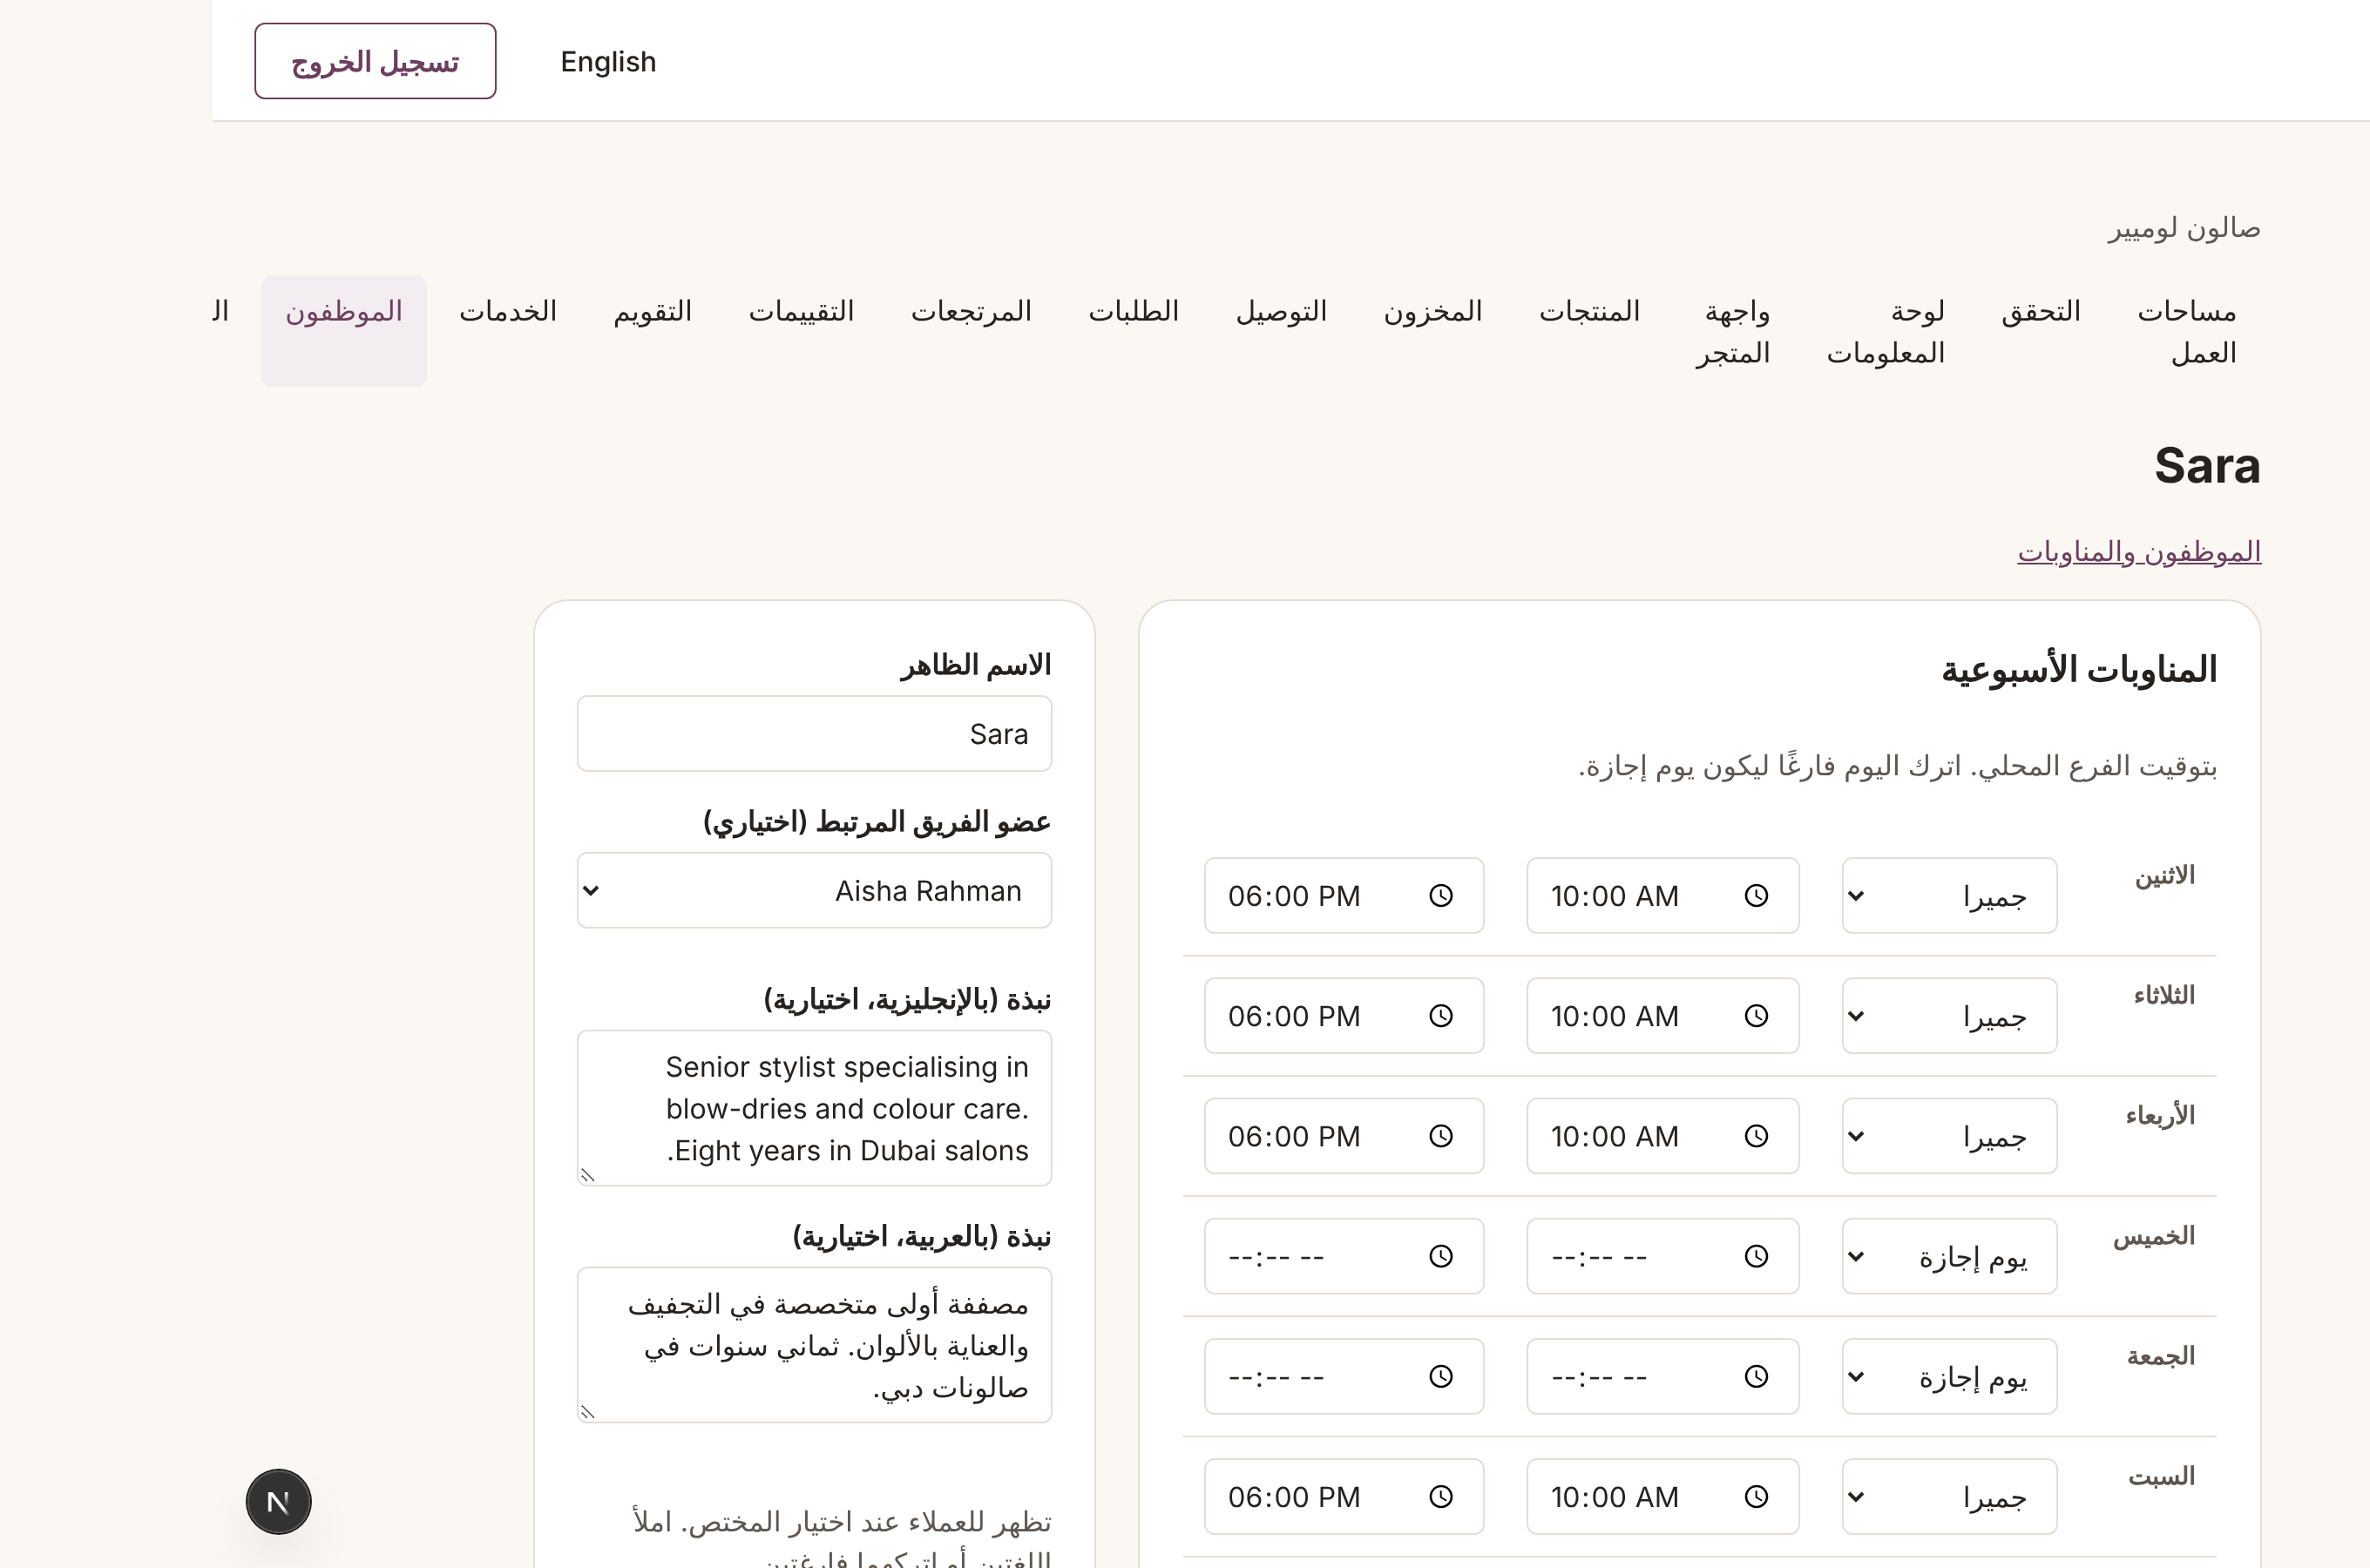 English
تسجيل الخروج
صالون لوميير
مساحات العمل
التحقق
لوحة المعلومات
واجهة المتجر
المنتجات
المخزون
التوصيل
الطلبات
المرتجعات
التقييمات
التقويم
الخدمات
الموظفون
Sara
الموظفون والمناوبات
المناوبات الأسبوعية
بتوقيت الفرع المحلي. اترك اليوم فارغًا ليكون يوم إجازة.
الاثنين جميرا 10:00 AM 06:00 PM
الثلاثاء جميرا 10:00 AM 06:00 PM
الأربعاء جميرا 10:00 AM 06:00 PM
الخميس يوم إجازة --:-- -- --:-- --
الجمعة يوم إجازة --:-- -- --:-- --
السبت جميرا 10:00 AM 06:00 PM
الاسم الظاهر
Sara
عضو الفريق المرتبط (اختياري)
Aisha Rahman
نبذة (بالإنجليزية، اختيارية)
Senior stylist specialising in
blow-dries and colour care.
Eight years in Dubai salons.
نبذة (بالعربية، اختيارية)
مصففة أولى متخصصة في التجفيف
والعناية بالألوان. ثماني سنوات في
صالونات دبي.
تظهر للعملاء عند اختيار المختص. املأ
اللغتين أو اتركهما فارغتين
N